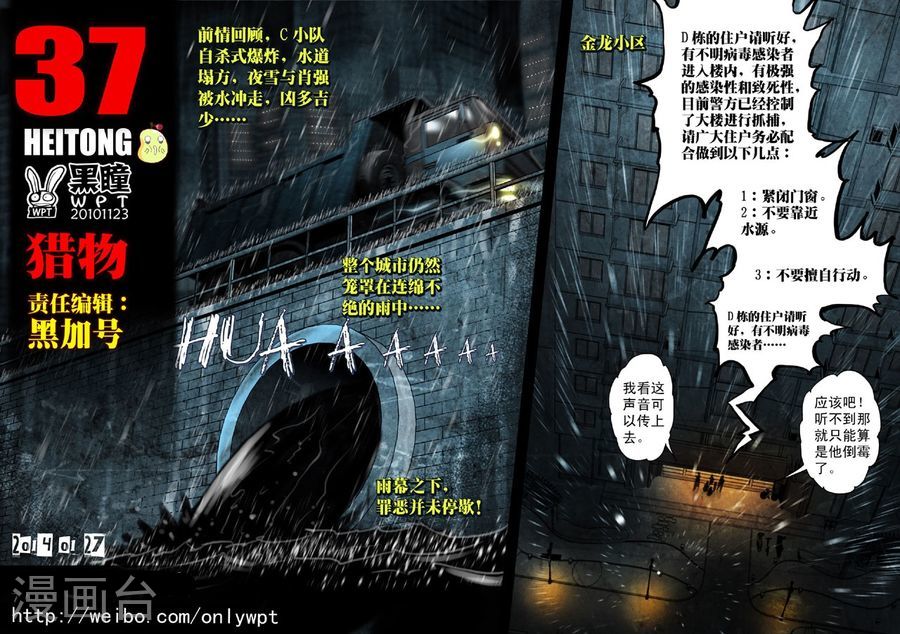 37
HEITONG
黑瞳
WPT
WPT
20101123
猎物
责任编辑：
黑加号
前情回顾，C 小队
自杀式爆炸，水道
塌方，夜雪与肖强
被水冲走，凶多吉
少……
整个城市仍然
笼罩在连绵不
绝的雨中……
HUA A A A A A
雨幕之下，
罪恶并未停歇！
2014 01 27
漫画台
http://weibo.com/onlywpt
金龙小区
D 栋的住户请听好，
有不明病毒感染者
进入楼内，有极强
的感染性和致死性，
目前警方已经控制
了大楼进行抓捕，
请广大住户务必配
合做到以下几点：
1：紧闭门窗。
2：不要靠近
水源。
3：不要擅自行动。
D 栋的住户请听
好，有不明病毒
感染者……
我看这
声音可
以传上
去。
应该吧！
听不到那
就只能算
是他倒霉
了。